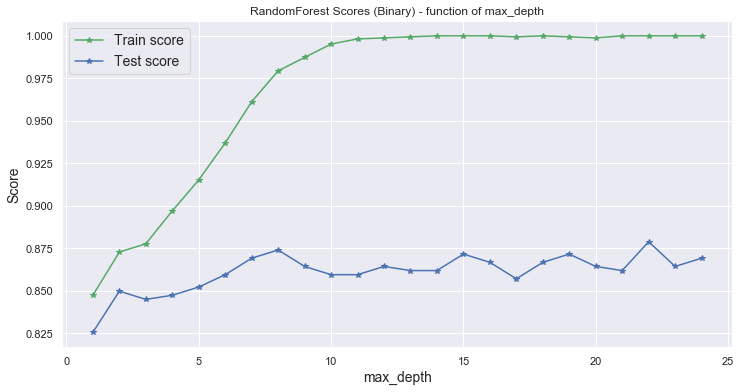 RandomForest Scores (Binary) - function of max_depth
Train score
Test score
Score
1.000
0.975
0.950
0.925
0.900
0.875
0.850
0.825
0 5 10 15 20 25
max_depth